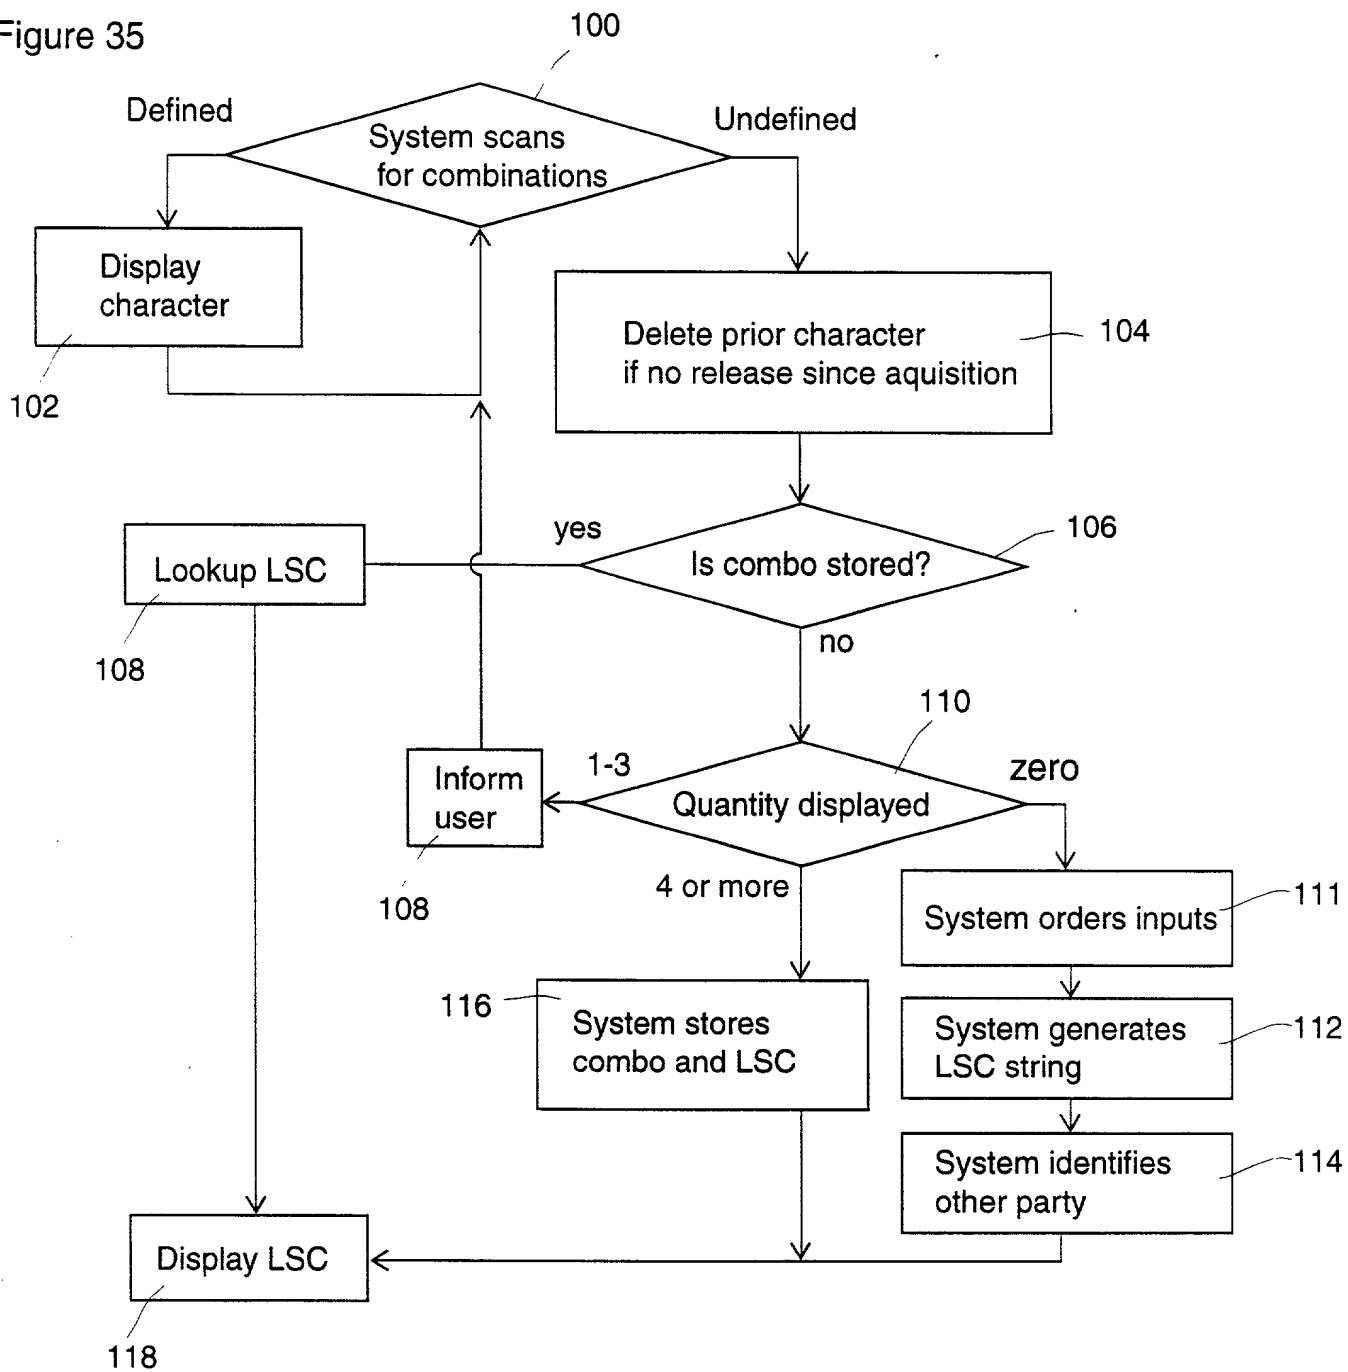 Figure 35
100
Defined
Undefined
System scans
for combinations
Display
character
102
Delete prior character
if no release since aquisition
104
yes
106
Lookup LSC
Is combo stored?
108
no
110
1-3
zero
Inform
user
Quantity displayed
108
4 or more
111
System orders inputs
116
System stores
combo and LSC
System generates
LSC string
112
System identifies
other party
114
Display LSC
118